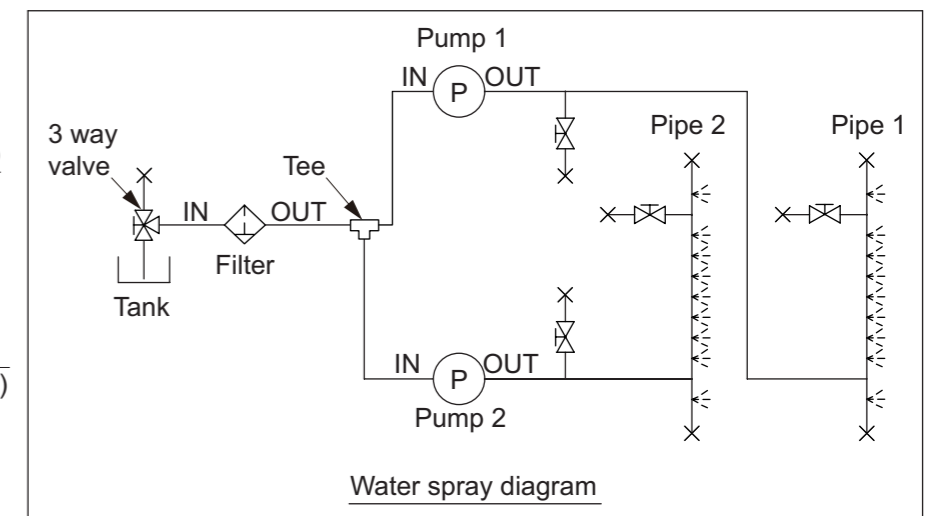 Pump 1
IN P OUT
Pipe 2
Pipe 1
3 way
valve
Tee
IN OUT
Filter
Tank
IN P OUT
Pump 2
Water spray diagram
)